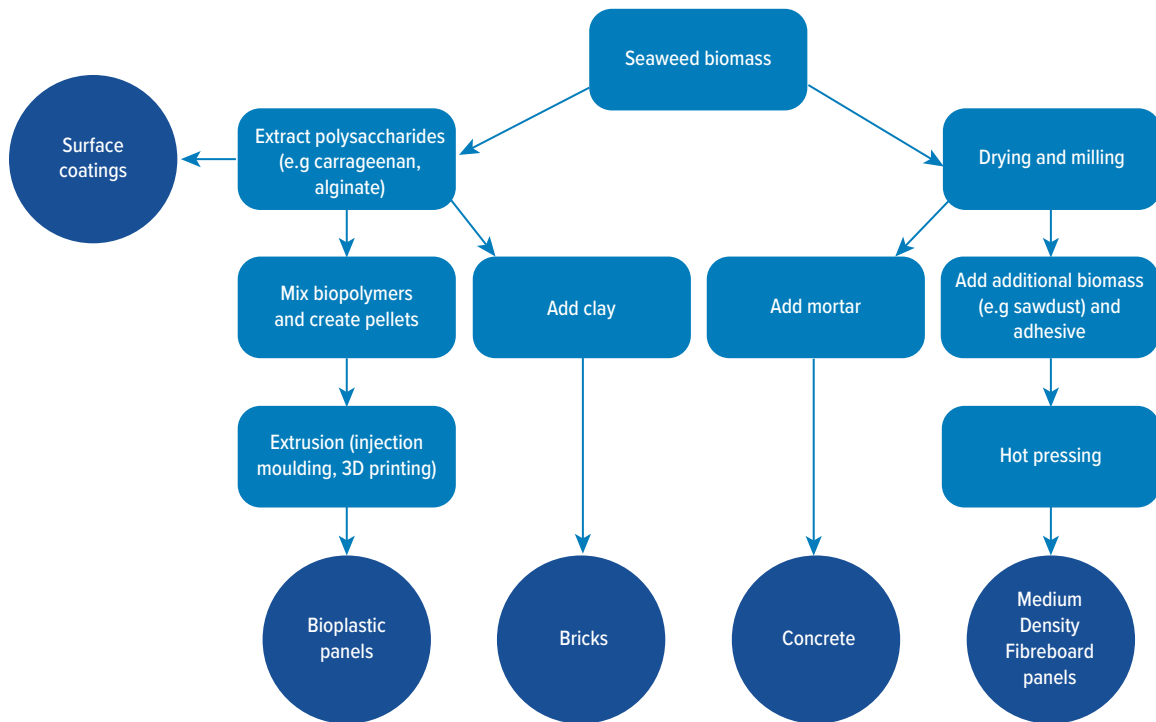 Seaweed biomass
Surface
coatings
Extract polysaccharides
(e.g carrageenan,
alginate)
Drying and milling
Mix biopolymers
and create pellets
Add clay
Add mortar
Add additional biomass
(e.g sawdust) and
adhesive
Extrusion (injection
moulding, 3D printing)
Hot pressing
Bioplastic
panels
Bricks
Concrete
Medium
Density
Fibreboard
panels